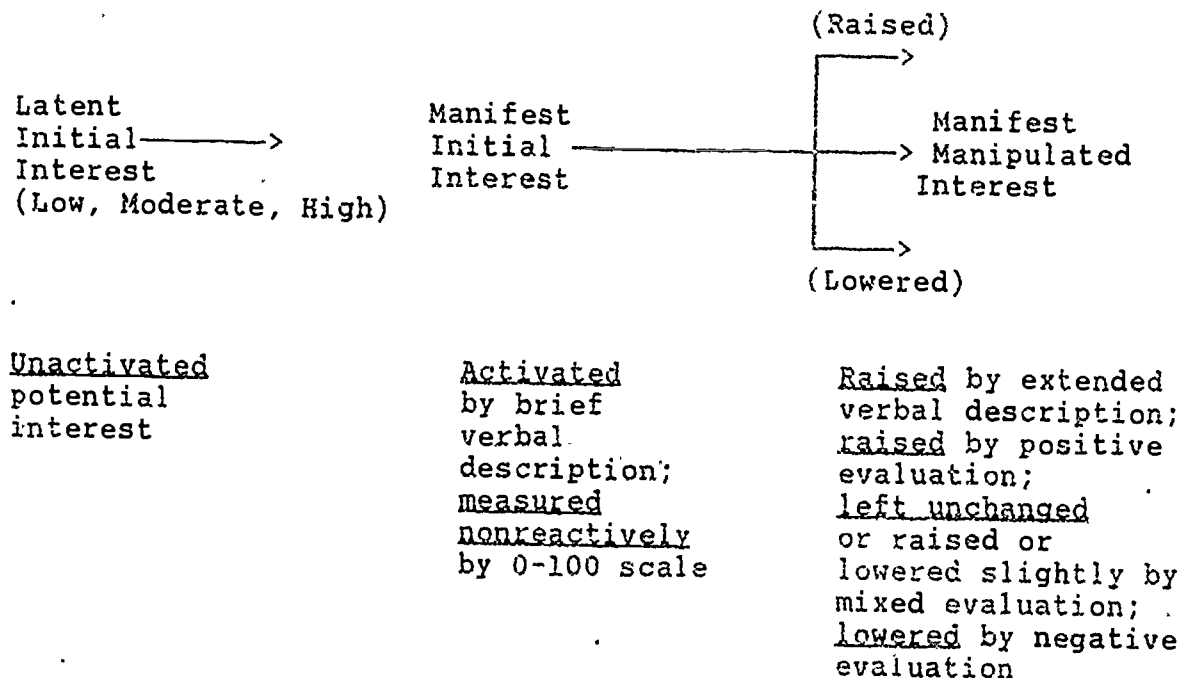 (Raised)
Latent
Initial
Interest
(Low, Moderate, High)
Manifest
Initial
Interest
Manifest
Manipulated
Interest
(Lowered)
Unactivated
potential
interest
Activated
by brief
verbal
description;
measured
nonreactively
by 0-100 scale
Raised by extended
verbal description;
raised by positive
evaluation;
left unchanged
or raised or
lowered slightly by
mixed evaluation;
lowered by negative
evaluation